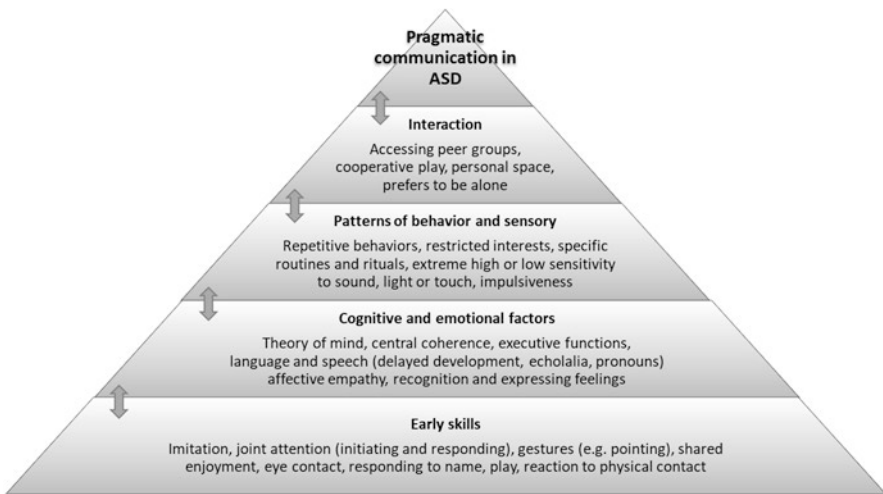 Pragmatic
communication in
ASD
Interaction
Accessing peer groups,
cooperative play, personal space,
prefers to be alone
Patterns of behavior and sensory
Repetitive behaviors, restricted interests, specific
routines and rituals, extreme high or low sensitivity
to sound, light or touch, impulsiveness
Cognitive and emotional factors
Theory of mind, central coherence, executive functions,
language and speech (delayed development, echolalia, pronouns)
affective empathy, recognition and expressing feelings
Early skills
Imitation, joint attention (initiating and responding), gestures (e.g. pointing), shared
enjoyment, eye contact, responding to name, play, reaction to physical contact